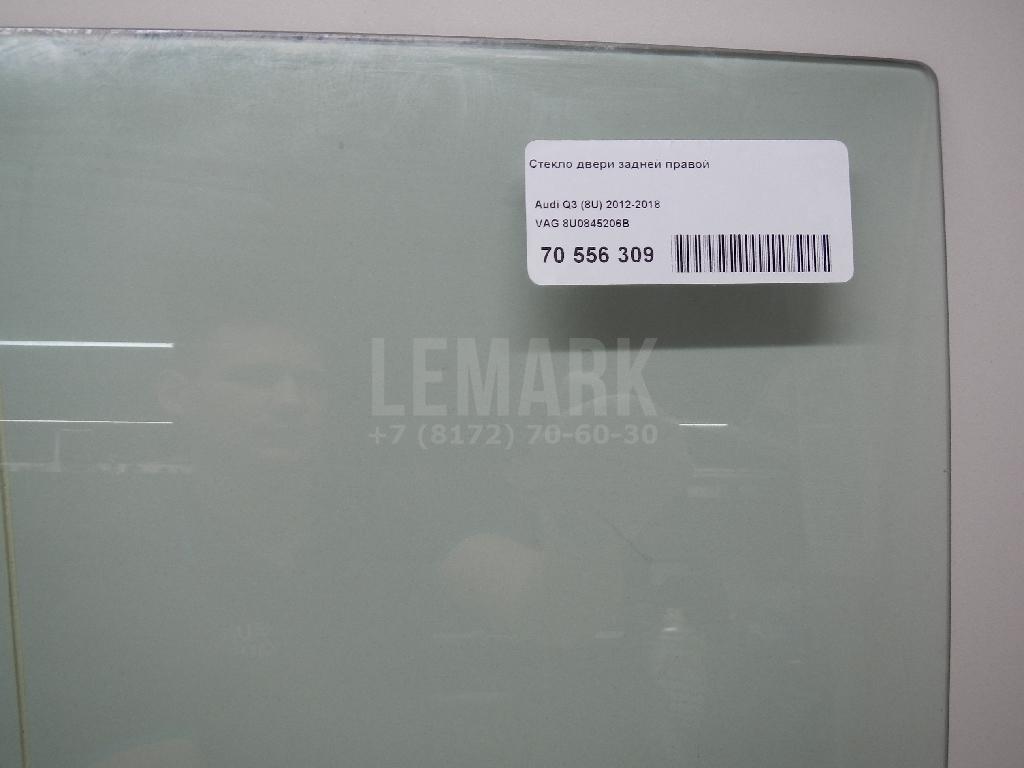 Стекло двери задней правой
Audi Q3 (8U) 2012-2018
VAG 8U0845206B
70 556 309
LEMARK
+7 (8172) 70-60-30